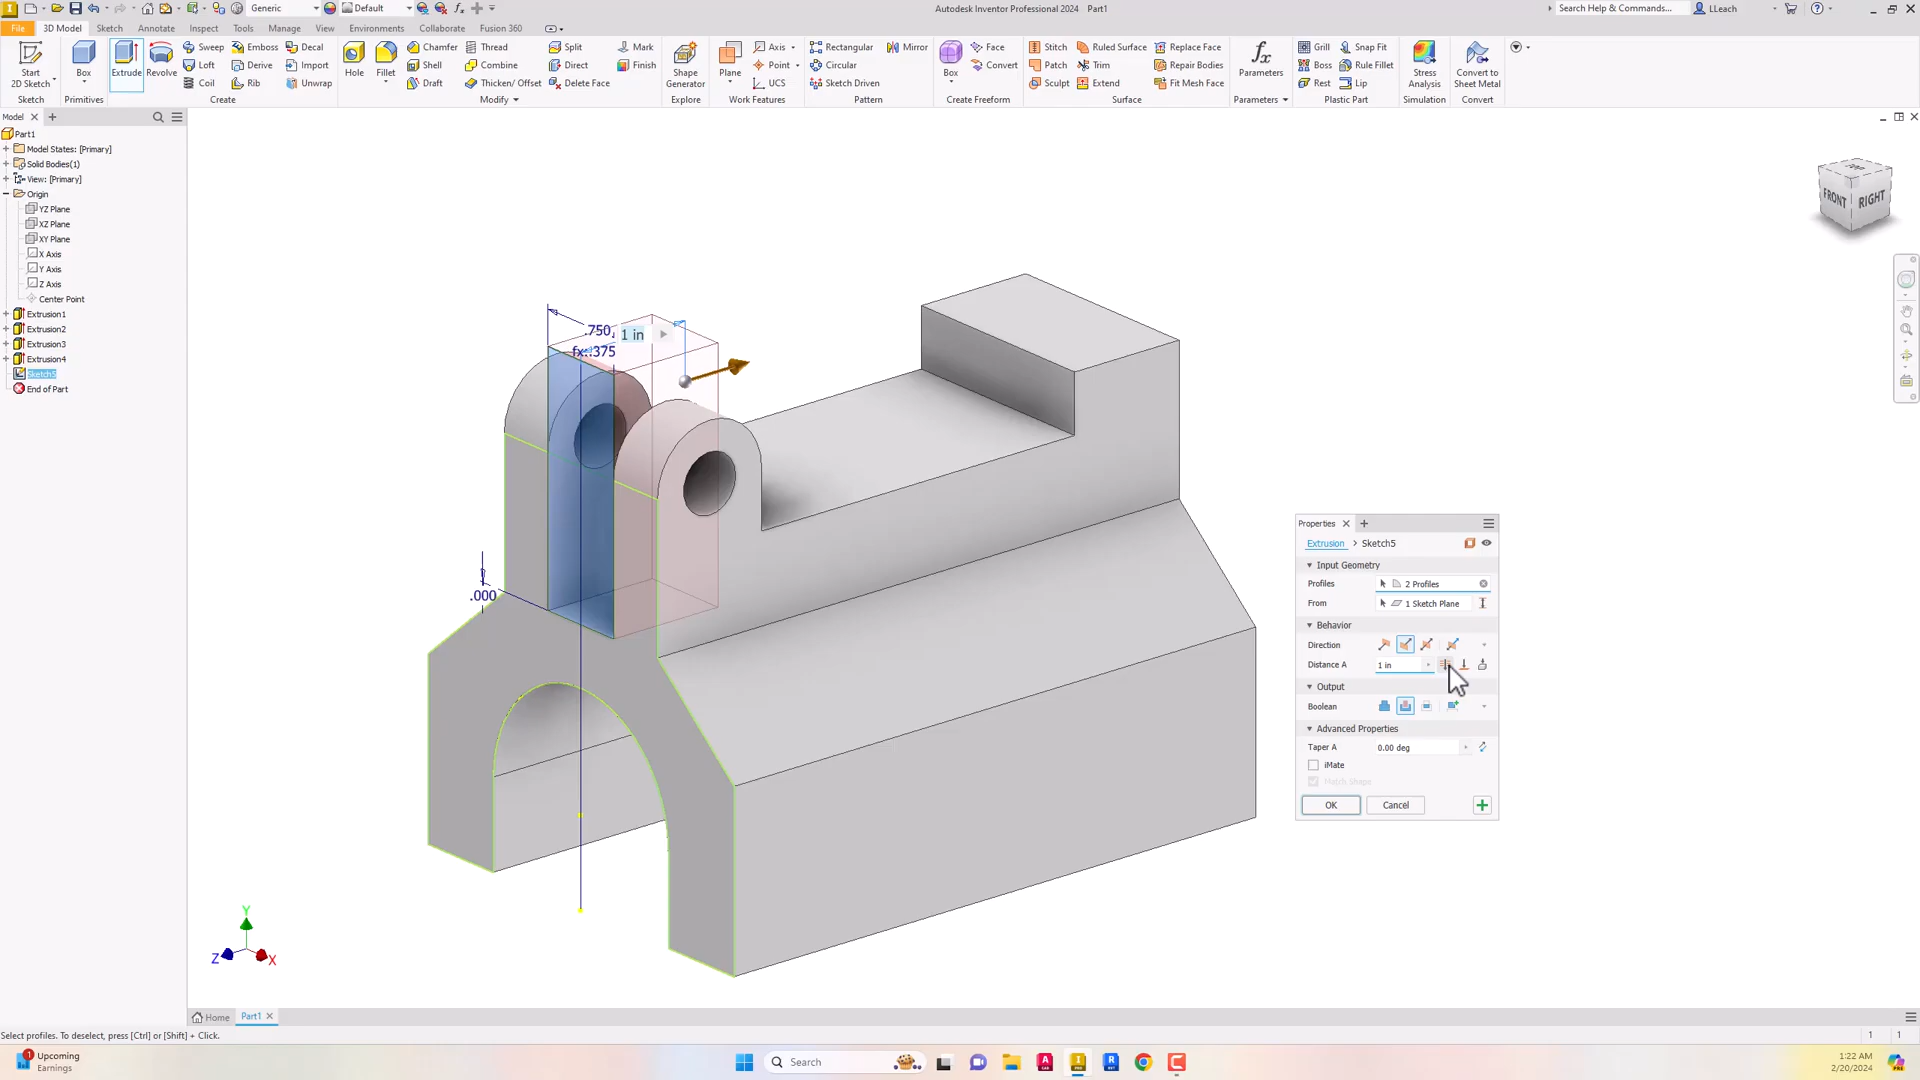 Generic
Default
Autodesk Inventor Professional 2024 Part1
Search Help & Commands...
LLeach
File
3D Model
Sketch
Annotate
Inspect
Tools
Manage
View
Environments
Collaborate
Fusion 360
Start
2D Sketch
Sketch
Box
Primitives
Extrude
Revolve
Sweep
Loft
Coil
Emboss
Derive
Rib
Decal
Import
Unwrap
Create
Hole
Fillet
Chamfer
Shell
Draft
Thread
Combine
Thicken/ Offset
Split
Direct
Delete Face
Mark
Finish
Modify
Shape
Generator
Explore
Plane
Axis
Point
UCS
Work Features
Rectangular
Circular
Sketch Driven
Mirror
Pattern
Box
Face
Convert
Create Freeform
Stitch
Patch
Sculpt
Ruled Surface
Trim
Extend
Replace Face
Repair Bodies
Fit Mesh Face
Surface
Parameters
Parameters
Grill
Boss
Rest
Snap Fit
Rule Fillet
Lip
Plastic Part
Stress
Analysis
Simulation
Convert to
Sheet Metal
Convert
Model
Part1
Model States: [Primary]
Solid Bodies(1)
View: [Primary]
Origin
YZ Plane
XZ Plane
XY Plane
X Axis
Y Axis
Z Axis
Center Point
Extrusion1
Extrusion2
Extrusion3
Extrusion4
Sketch5
End of Part
TOP
FRONT
RIGHT
.750
1 in
fx:.375
.000
Properties
Extrusion > Sketch5
Input Geometry
Profiles
2 Profiles
From
1 Sketch Plane
Behavior
Direction
Distance A
1 in
Output
Boolean
Advanced Properties
Taper A
0.00 deg
iMate
Match Shape
OK
Cancel
Y
Z
X
Home
Part1
Select profiles. To deselect, press [Ctrl] or [Shift] + Click.
1
1
1
Upcoming
Earnings
Search
1:22 AM
2/20/2024